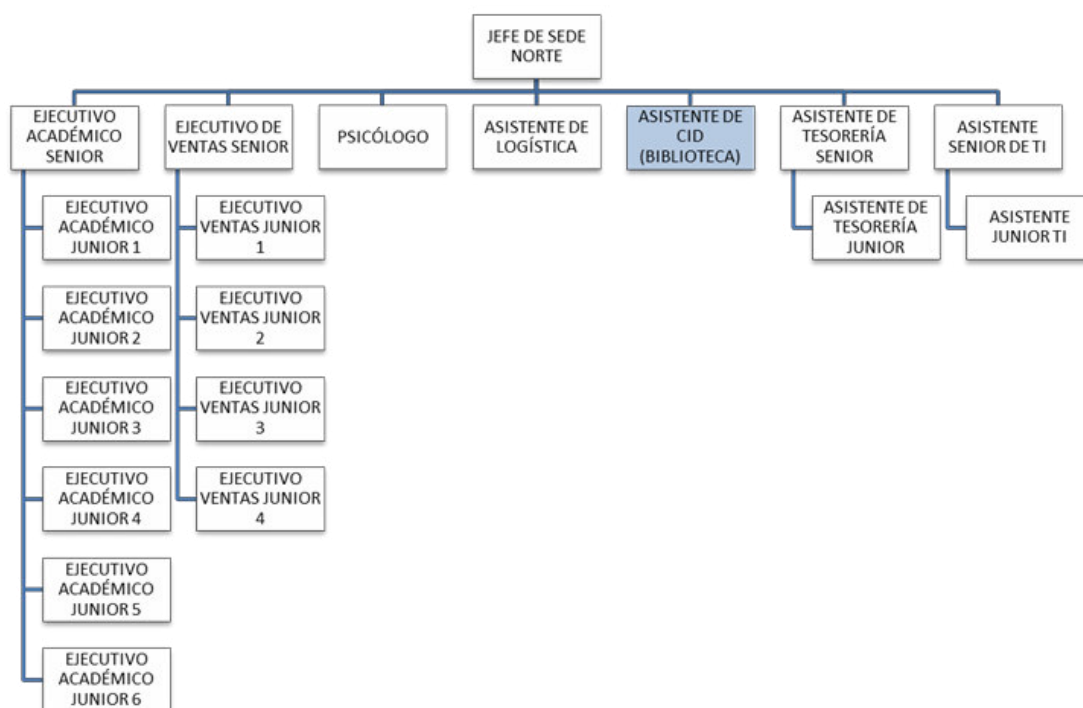 JEFE DE SEDE
NORTE
EJECUTIVO
ACADÉMICO
SENIOR
EJECUTIVO DE
VENTAS SENIOR
PSICÓLOGO
ASISTENTE DE
LOGÍSTICA
ASISTENTE DE
CID
(BIBLIOTECA)
ASISTENTE DE
TESORERÍA
SENIOR
ASISTENTE
SENIOR DE TI
EJECUTIVO
ACADÉMICO
JUNIOR 1
EJECUTIVO
VENTAS JUNIOR
1
ASISTENTE DE
TESORERÍA
JUNIOR
ASISTENTE
JUNIOR TI
EJECUTIVO
ACADÉMICO
JUNIOR 2
EJECUTIVO
VENTAS JUNIOR
2
EJECUTIVO
ACADÉMICO
JUNIOR 3
EJECUTIVO
VENTAS JUNIOR
3
EJECUTIVO
ACADÉMICO
JUNIOR 4
EJECUTIVO
VENTAS JUNIOR
4
EJECUTIVO
ACADÉMICO
JUNIOR 5
EJECUTIVO
ACADÉMICO
JUNIOR 6